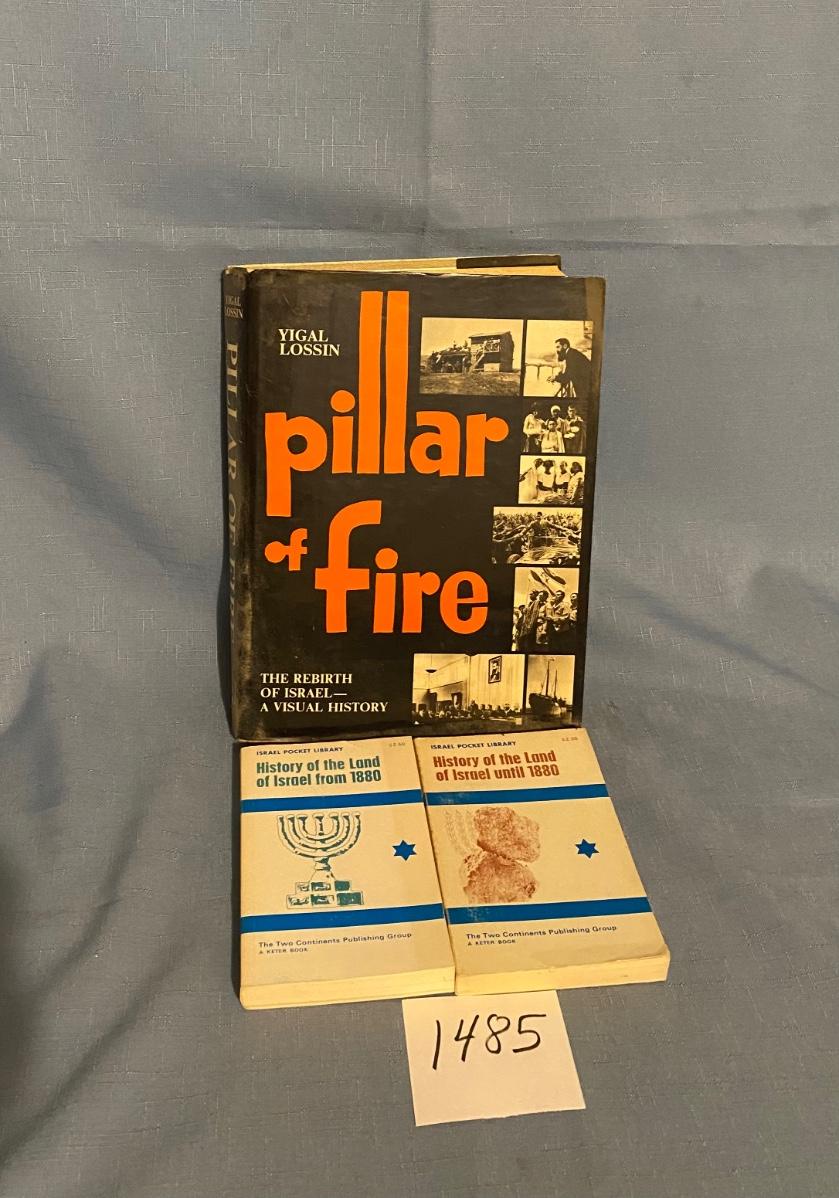 YIGAL
LOSSIN
PILLAR OF FIRE
YIGAL
LOSSIN
pillar
of
fire
THE REBIRTH
OF ISRAEL—
A VISUAL HISTORY
ISRAEL POCKET LIBRARY
£2.50
History of the Land
of Israel from 1880
The Two Continents Publishing Group
A KETER BOOK
ISRAEL POCKET LIBRARY
History of the Land
of Israel until 1880
The Two Continents Publishing Group
A KETER BOOK
1485